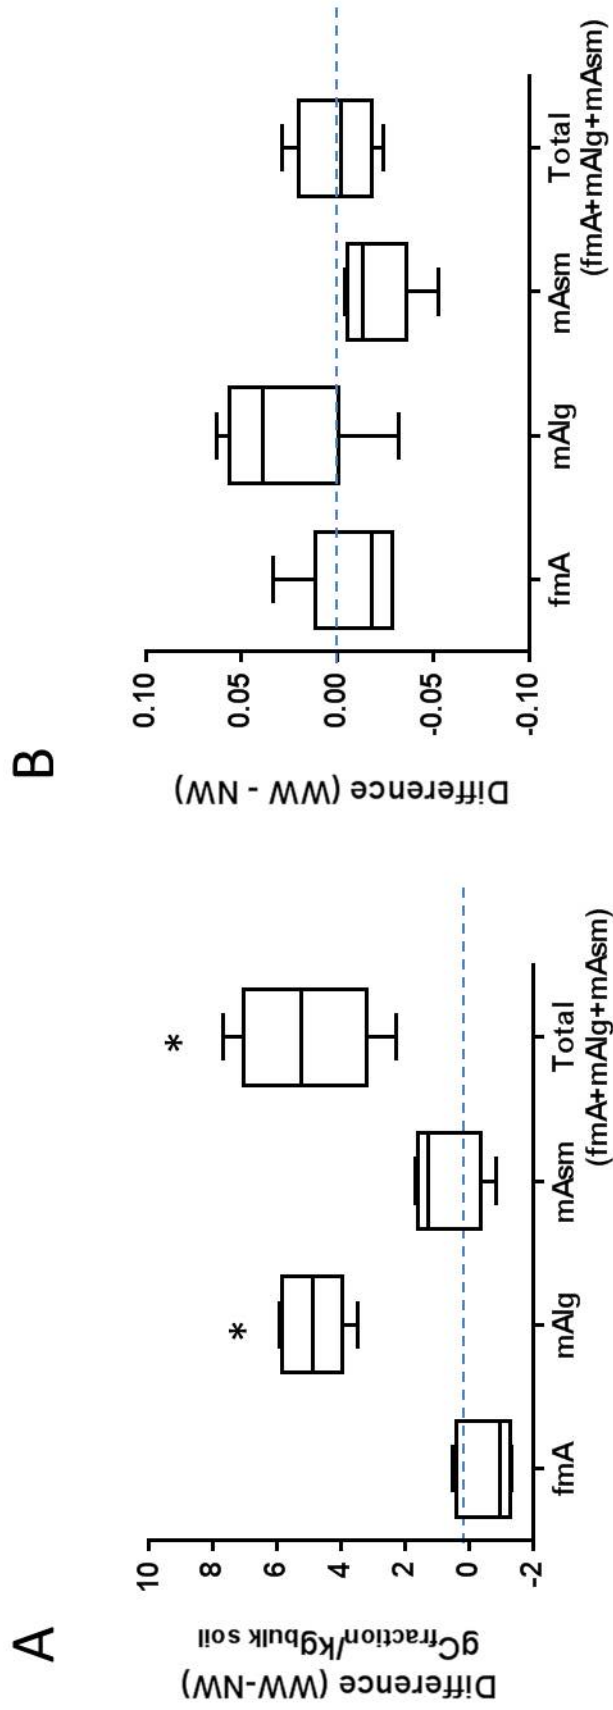 A
Difference (WW-NW)
gCfraction/kgbulk soil
10
8
6
4
2
0
-2
*
*
fmA
mAlg
mAsm
Total
(fmA+mAlg+mAsm)
B
Difference (WW - NW)
0.10
0.05
0.00
-0.05
-0.10
fmA
mAlg
mAsm
Total
(fmA+mAlg+mAsm)